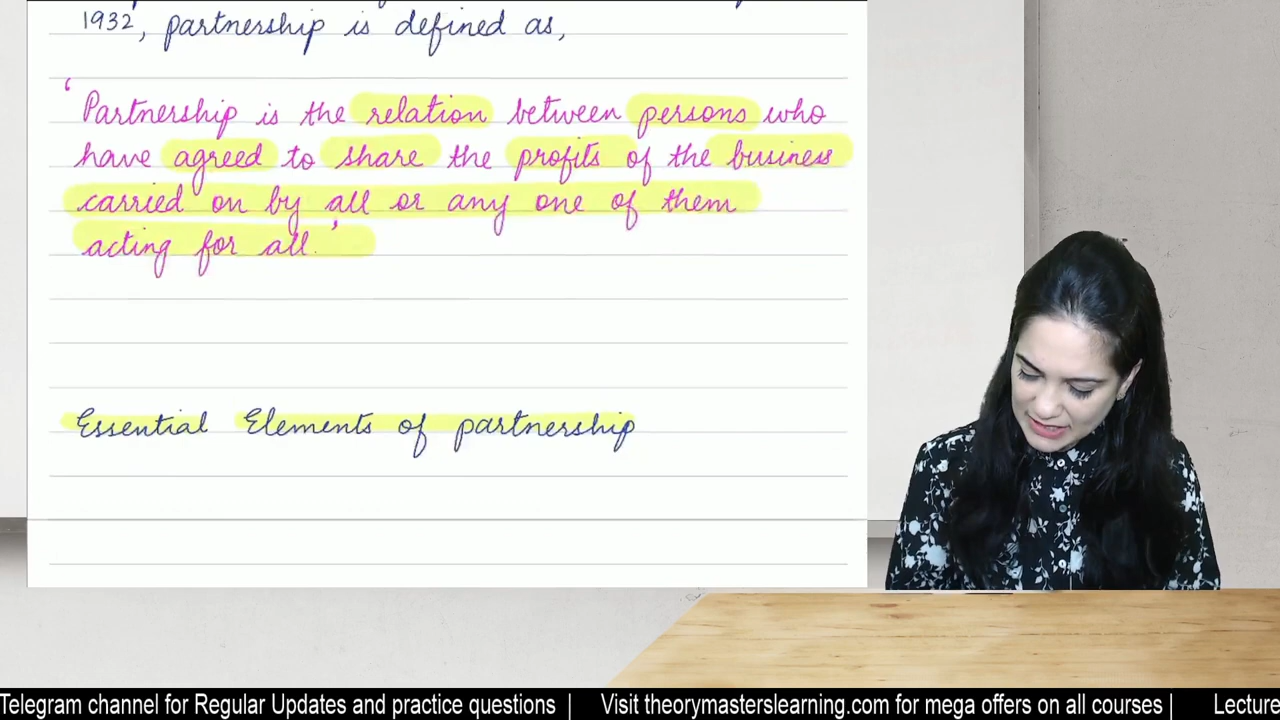 1932, partnership is defined as,
'Partnership is the relation between persons who
have agreed to share the profits of the business
carried on by all or any one of them
acting for all.'
Essential Elements of partnership
Telegram channel for Regular Updates and practice questions | Visit theorymasterslearning.com for mega offers on all courses | Lecture